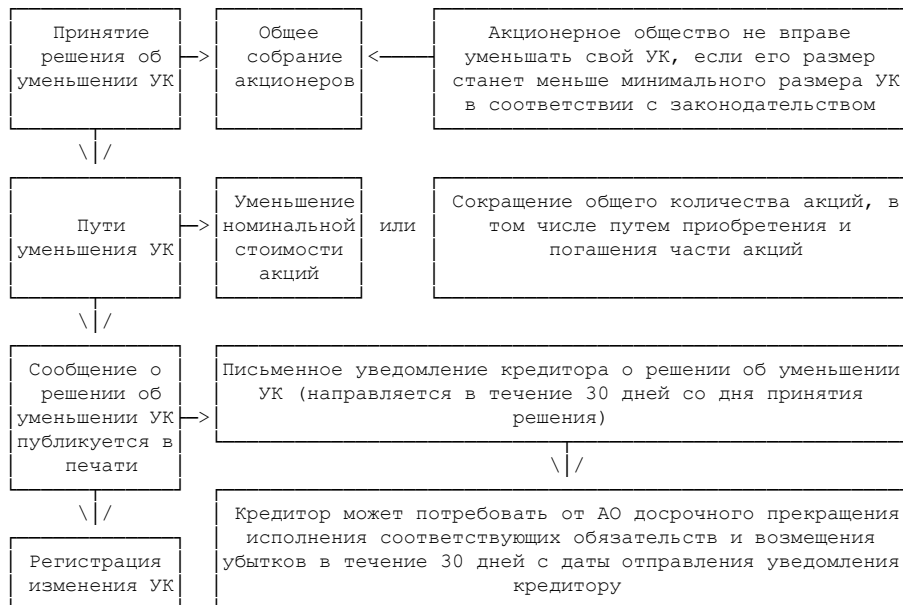 Принятие
решения об
уменьшении УК
Общее
собрание
акционеров
Акционерное общество не вправе
уменьшать свой УК, если его размер
станет меньше минимального размера УК
в соответствии с законодательством
Пути
уменьшения УК
Уменьшение
номинальной
стоимости
акций
или
Сокращение общего количества акций, в
том числе путем приобретения и
погашения части акций
Сообщение о
решении об
уменьшении УК
публикуется в
печати
Письменное уведомление кредитора о решении об уменьшении
УК (направляется в течение 30 дней со дня принятия
решения)
Кредитор может потребовать от АО досрочного прекращения
исполнения соответствующих обязательств и возмещения
убытков в течение 30 дней с даты отправления уведомления
кредитору
Регистрация
изменения УК